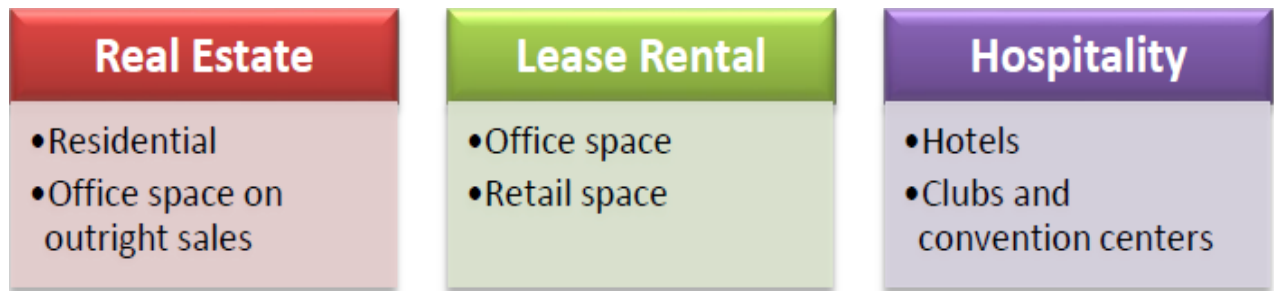 Real Estate
•Residential
•Office space on
outright sales
Lease Rental
•Office space
•Retail space
Hospitality
•Hotels
•Clubs and
convention centers